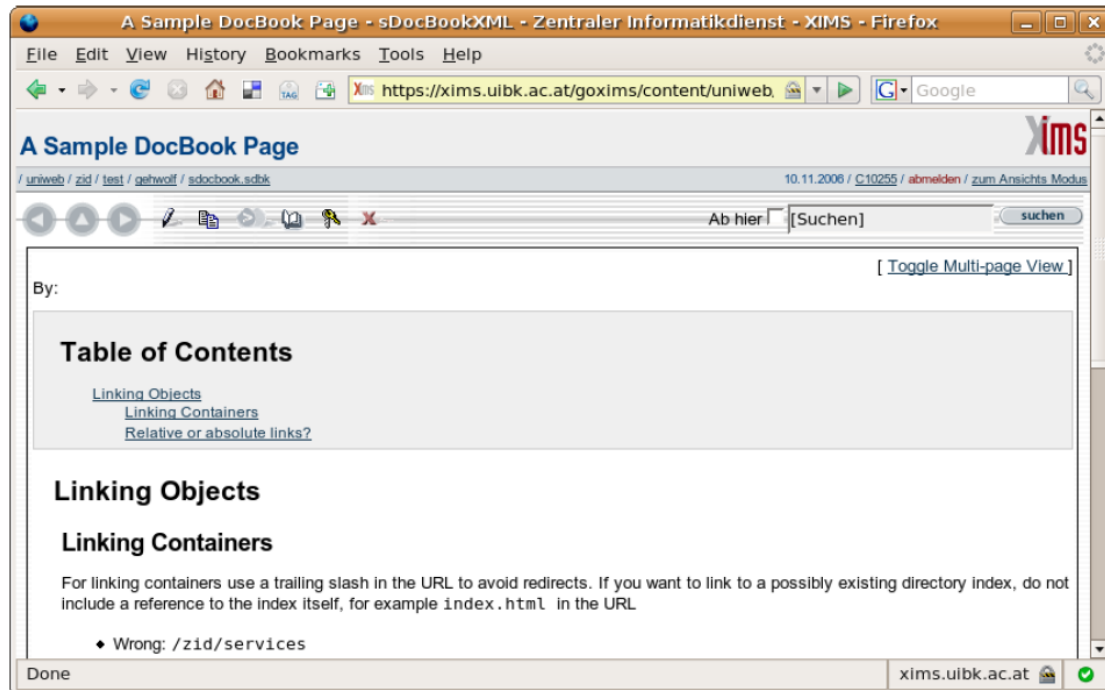 A Sample DocBook Page - sDocBookXML - Zentraler Informatikdienst - XIMS - Firefox
File Edit View History Bookmarks Tools Help
TAG Xims https://xims.uibk.ac.at/goxims/content/uniweb, G Google
A Sample DocBook Page
Xims
/ uniweb / zid / test / gehwolf / sdocbook.sdbk 10.11.2006 / C10255 / abmelden / zum Ansichts Modus
Ab hier [Suchen] suchen
[ Toggle Multi-page View ]
By:
Table of Contents
Linking Objects
Linking Containers
Relative or absolute links?
Linking Objects
Linking Containers
For linking containers use a trailing slash in the URL to avoid redirects. If you want to link to a possibly existing directory index, do not
include a reference to the index itself, for example index.html in the URL
◆ Wrong: /zid/services
Done xims.uibk.ac.at